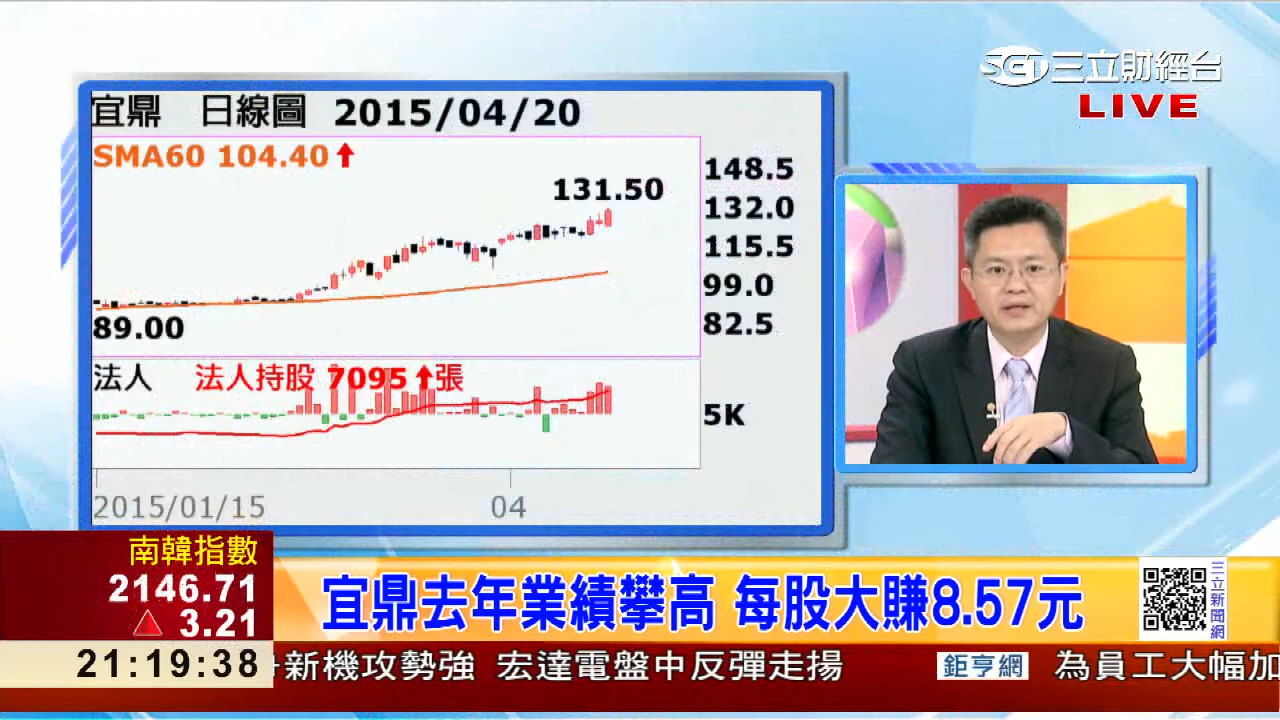 三立財經台
LIVE
宜鼎 日線圖 2015/04/20
SMA60 104.40
131.50
148.5
132.0
115.5
99.0
82.5
89.00
法人 法人持股 7095 張
5K
2015/01/15
04
南韓指數
2146.71
3.21
宜鼎去年業績攀高 每股大賺8.57元
三立新聞網
21:19:38
新機攻勢強 宏達電盤中反彈走揚
鉅亨網
為員工大幅加